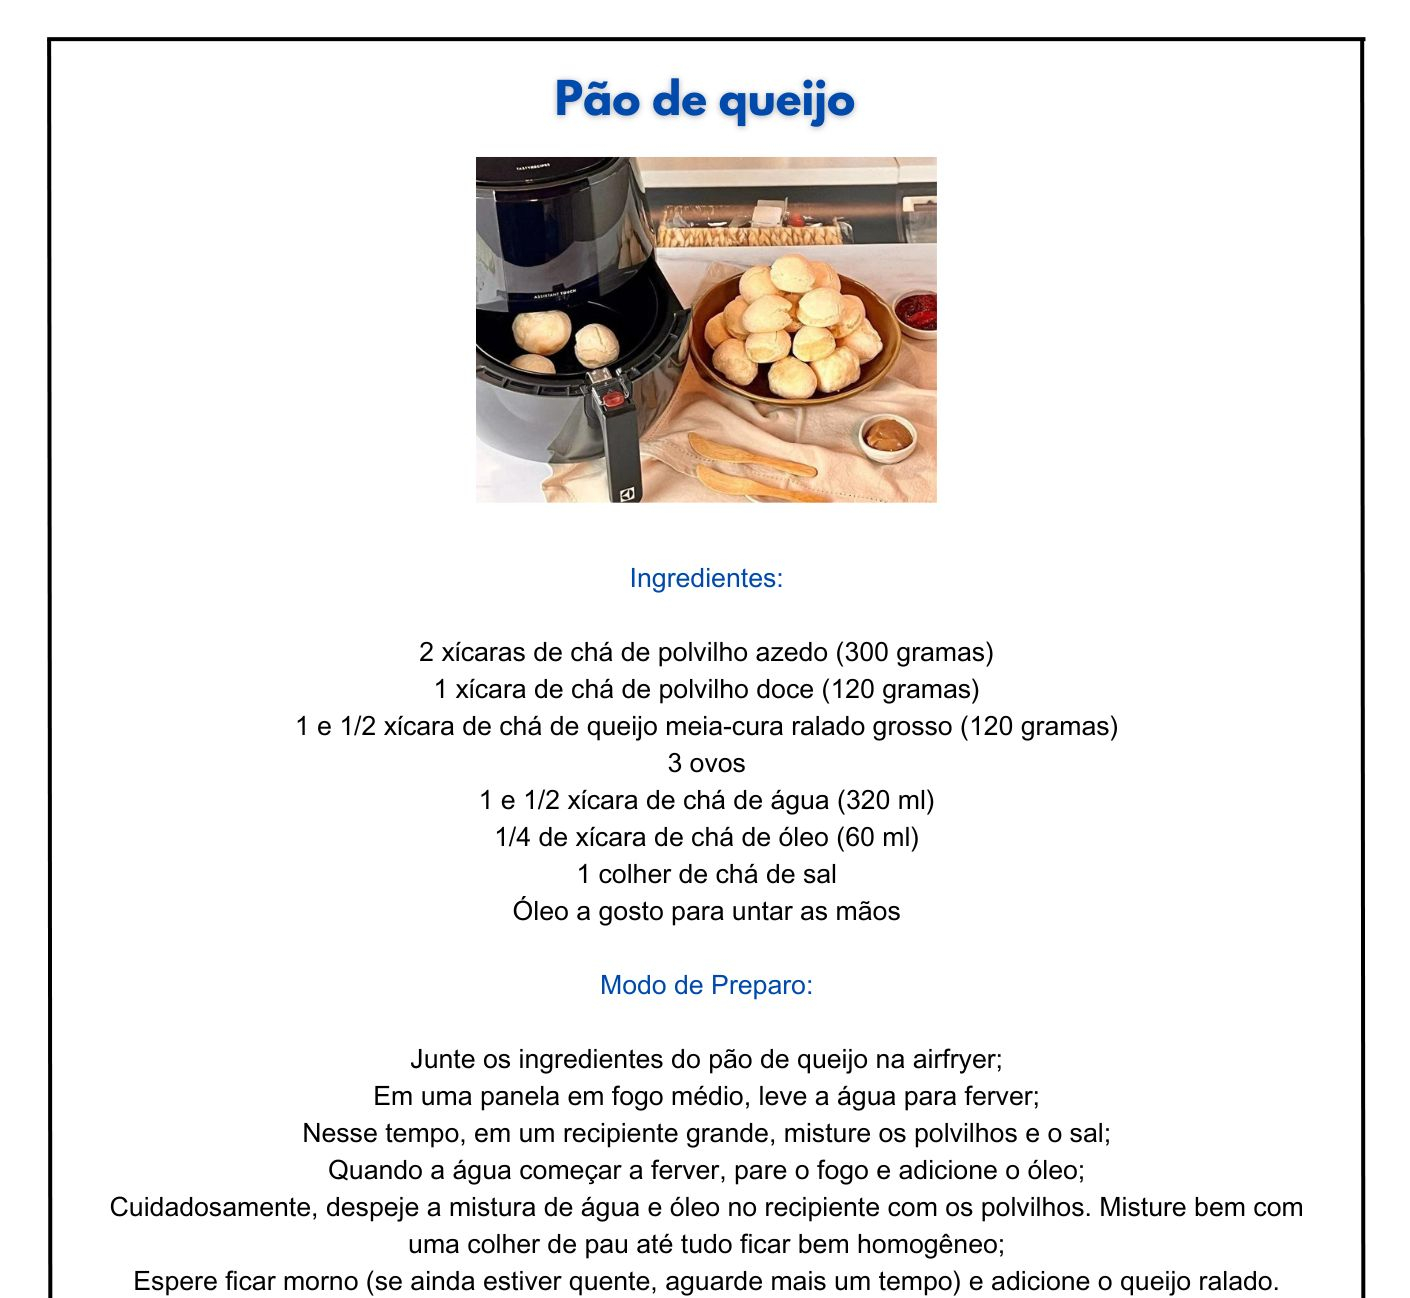 Pão de queijo
TASTYRECIPES
ASSISTANT TOUCH
Ingredientes:
2 xícaras de chá de polvilho azedo (300 gramas)
1 xícara de chá de polvilho doce (120 gramas)
1 e 1/2 xícara de chá de queijo meia-cura ralado grosso (120 gramas)
3 ovos
1 e 1/2 xícara de chá de água (320 ml)
1/4 de xícara de chá de óleo (60 ml)
1 colher de chá de sal
Óleo a gosto para untar as mãos
Modo de Preparo:
Junte os ingredientes do pão de queijo na airfryer;
Em uma panela em fogo médio, leve a água para ferver;
Nesse tempo, em um recipiente grande, misture os polvilhos e o sal;
Quando a água começar a ferver, pare o fogo e adicione o óleo;
Cuidadosamente, despeje a mistura de água e óleo no recipiente com os polvilhos. Misture bem com
uma colher de pau até tudo ficar bem homogêneo;
Espere ficar morno (se ainda estiver quente, aguarde mais um tempo) e adicione o queijo ralado.